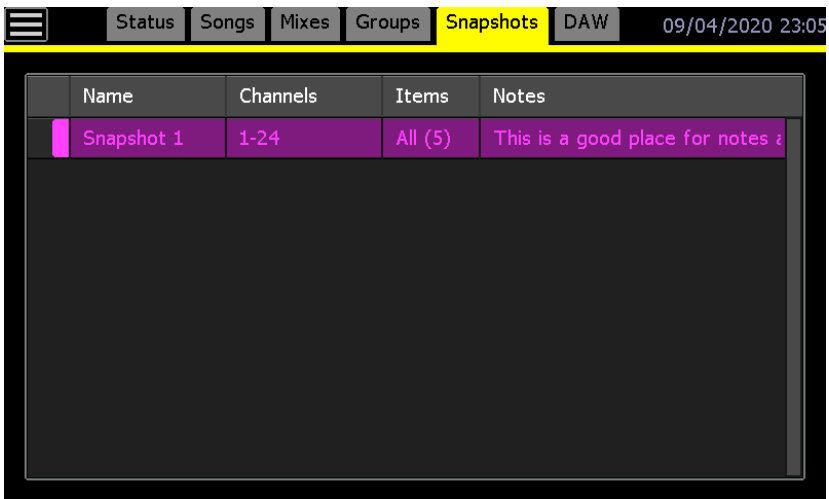 Status Songs Mixes Groups Snapshots DAW 09/04/2020 23:05
Name Channels Items Notes
Snapshot 1 1-24 All (5) This is a good place for notes